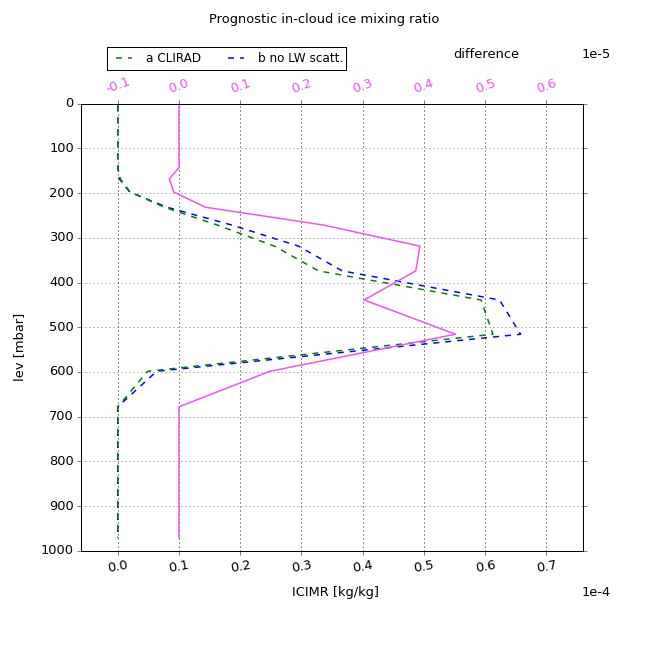 Prognostic in-cloud ice mixing ratio
a CLIRAD b no LW scatt. difference 1e-5
-0.1 0.0 0.1 0.2 0.3 0.4 0.5 0.6
0
100
200
300
400
500
600
700
800
900
1000
lev [mbar]
0.0 0.1 0.2 0.3 0.4 0.5 0.6 0.7
ICIMR [kg/kg] 1e-4